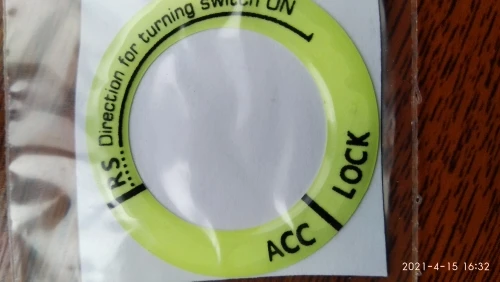 Direction for turning switch ON
R.S.
ACC
LOCK
2021-4-15 16:32